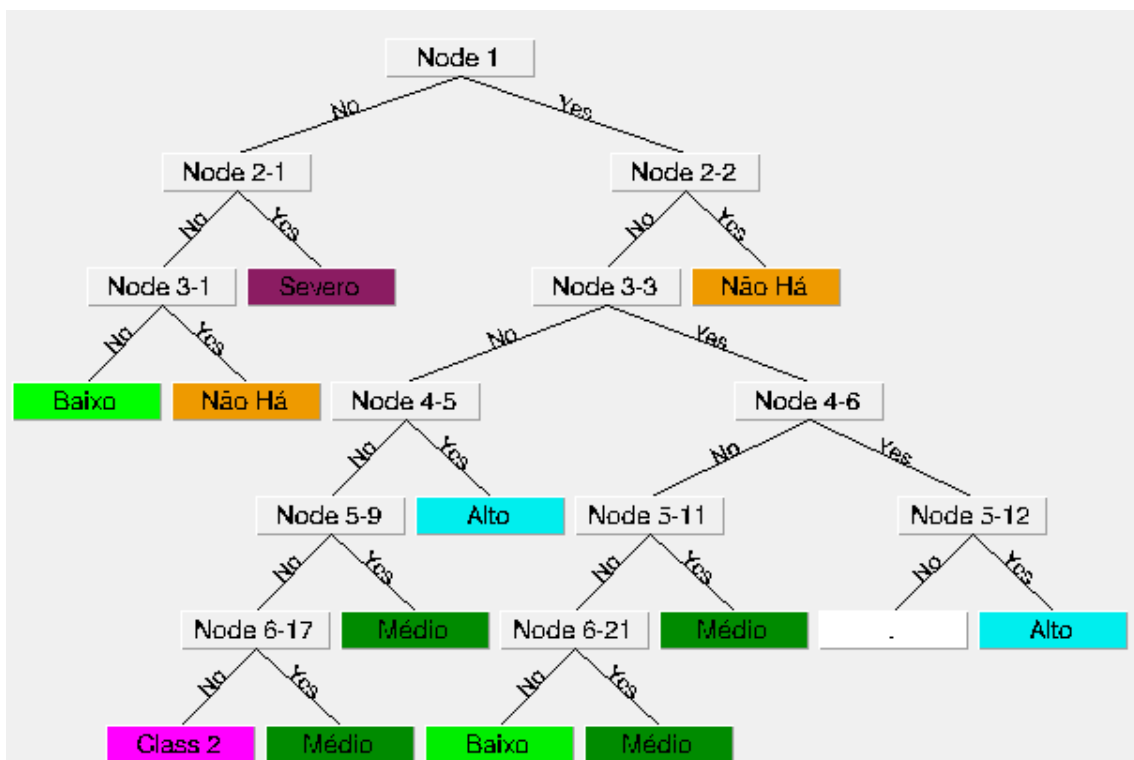 Node 1
No Yes
Node 2-1 Node 2-2
No Yes No Yes
Node 3-1 Severo Node 3-3 Não Há
No Yes No Yes
Baixo Não Há Node 4-5 Node 4-6
No Yes No Yes
Node 5-9 Alto Node 5-11 Node 5-12
No Yes No Yes No Yes
Node 6-17 Médio Node 6-21 Médio . Alto
No Yes No Yes
Class 2 Médio Baixo Médio